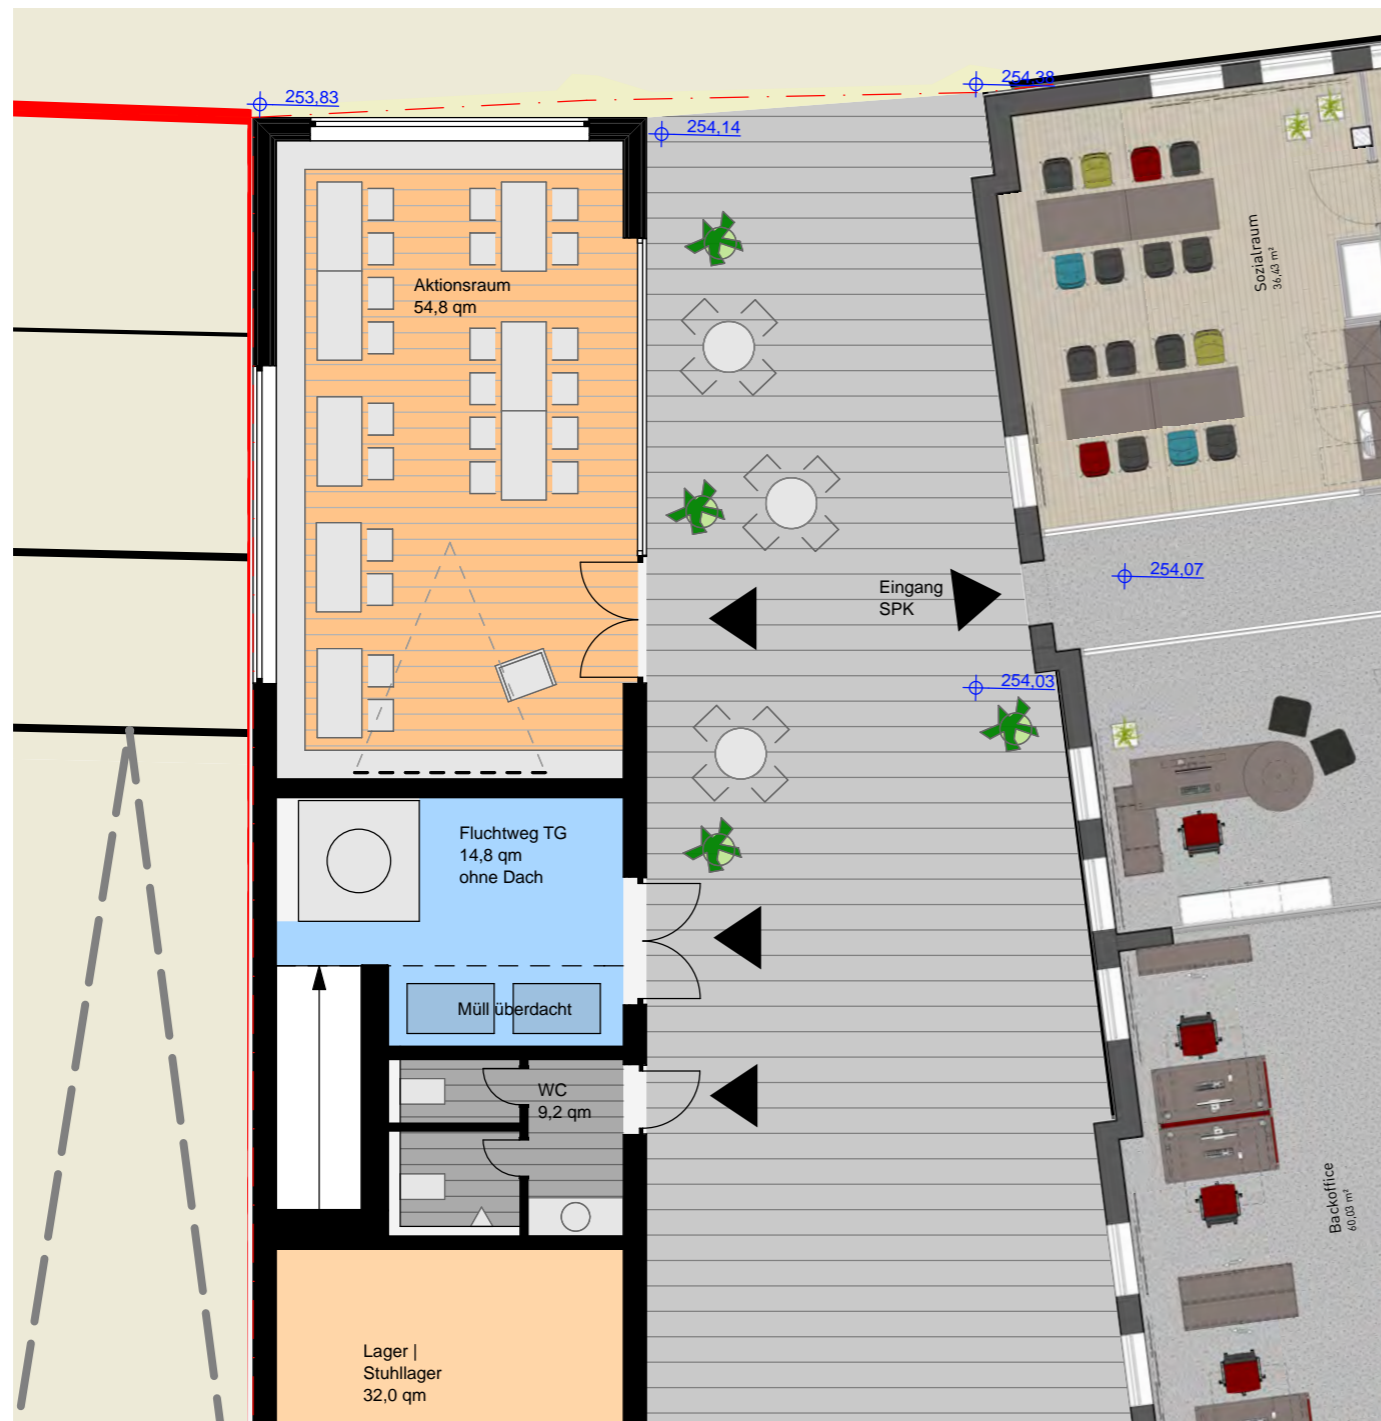 254,38
253,83
254,14
Sozialraum
36,43 m²
Aktionsraum
54,8 qm
254,07
Eingang
SPK
254,03
Fluchtweg TG
14,8 qm
ohne Dach
Müll überdacht
WC
9,2 qm
Backoffice
60,03 m²
Lager |
Stuhllager
32,0 qm